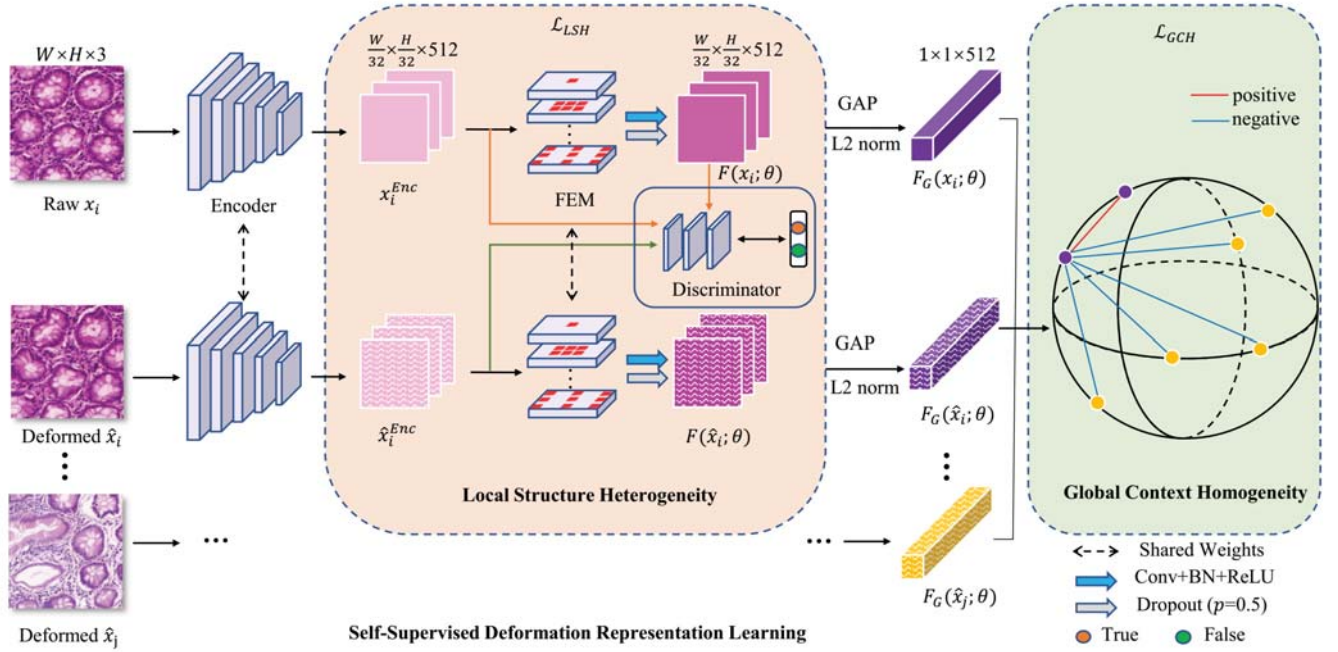 ℒ_LSH
ℒ_GCH
W×H×3
W/32 × H/32 ×512
W/32 × H/32 ×512
1×1×512
positive
negative
GAP
L2 norm
Raw x_i
Encoder
x_i^Enc
FEM
F(x_i; θ)
F_G(x_i; θ)
Discriminator
GAP
L2 norm
Deformed x̂_i
x̂_i^Enc
F(x̂_i; θ)
F_G(x̂_i; θ)
Local Structure Heterogeneity
Global Context Homogeneity
Shared Weights
Conv+BN+ReLU
Dropout (p=0.5)
True
False
F_G(x̂_j; θ)
Deformed x̂_j
Self-Supervised Deformation Representation Learning